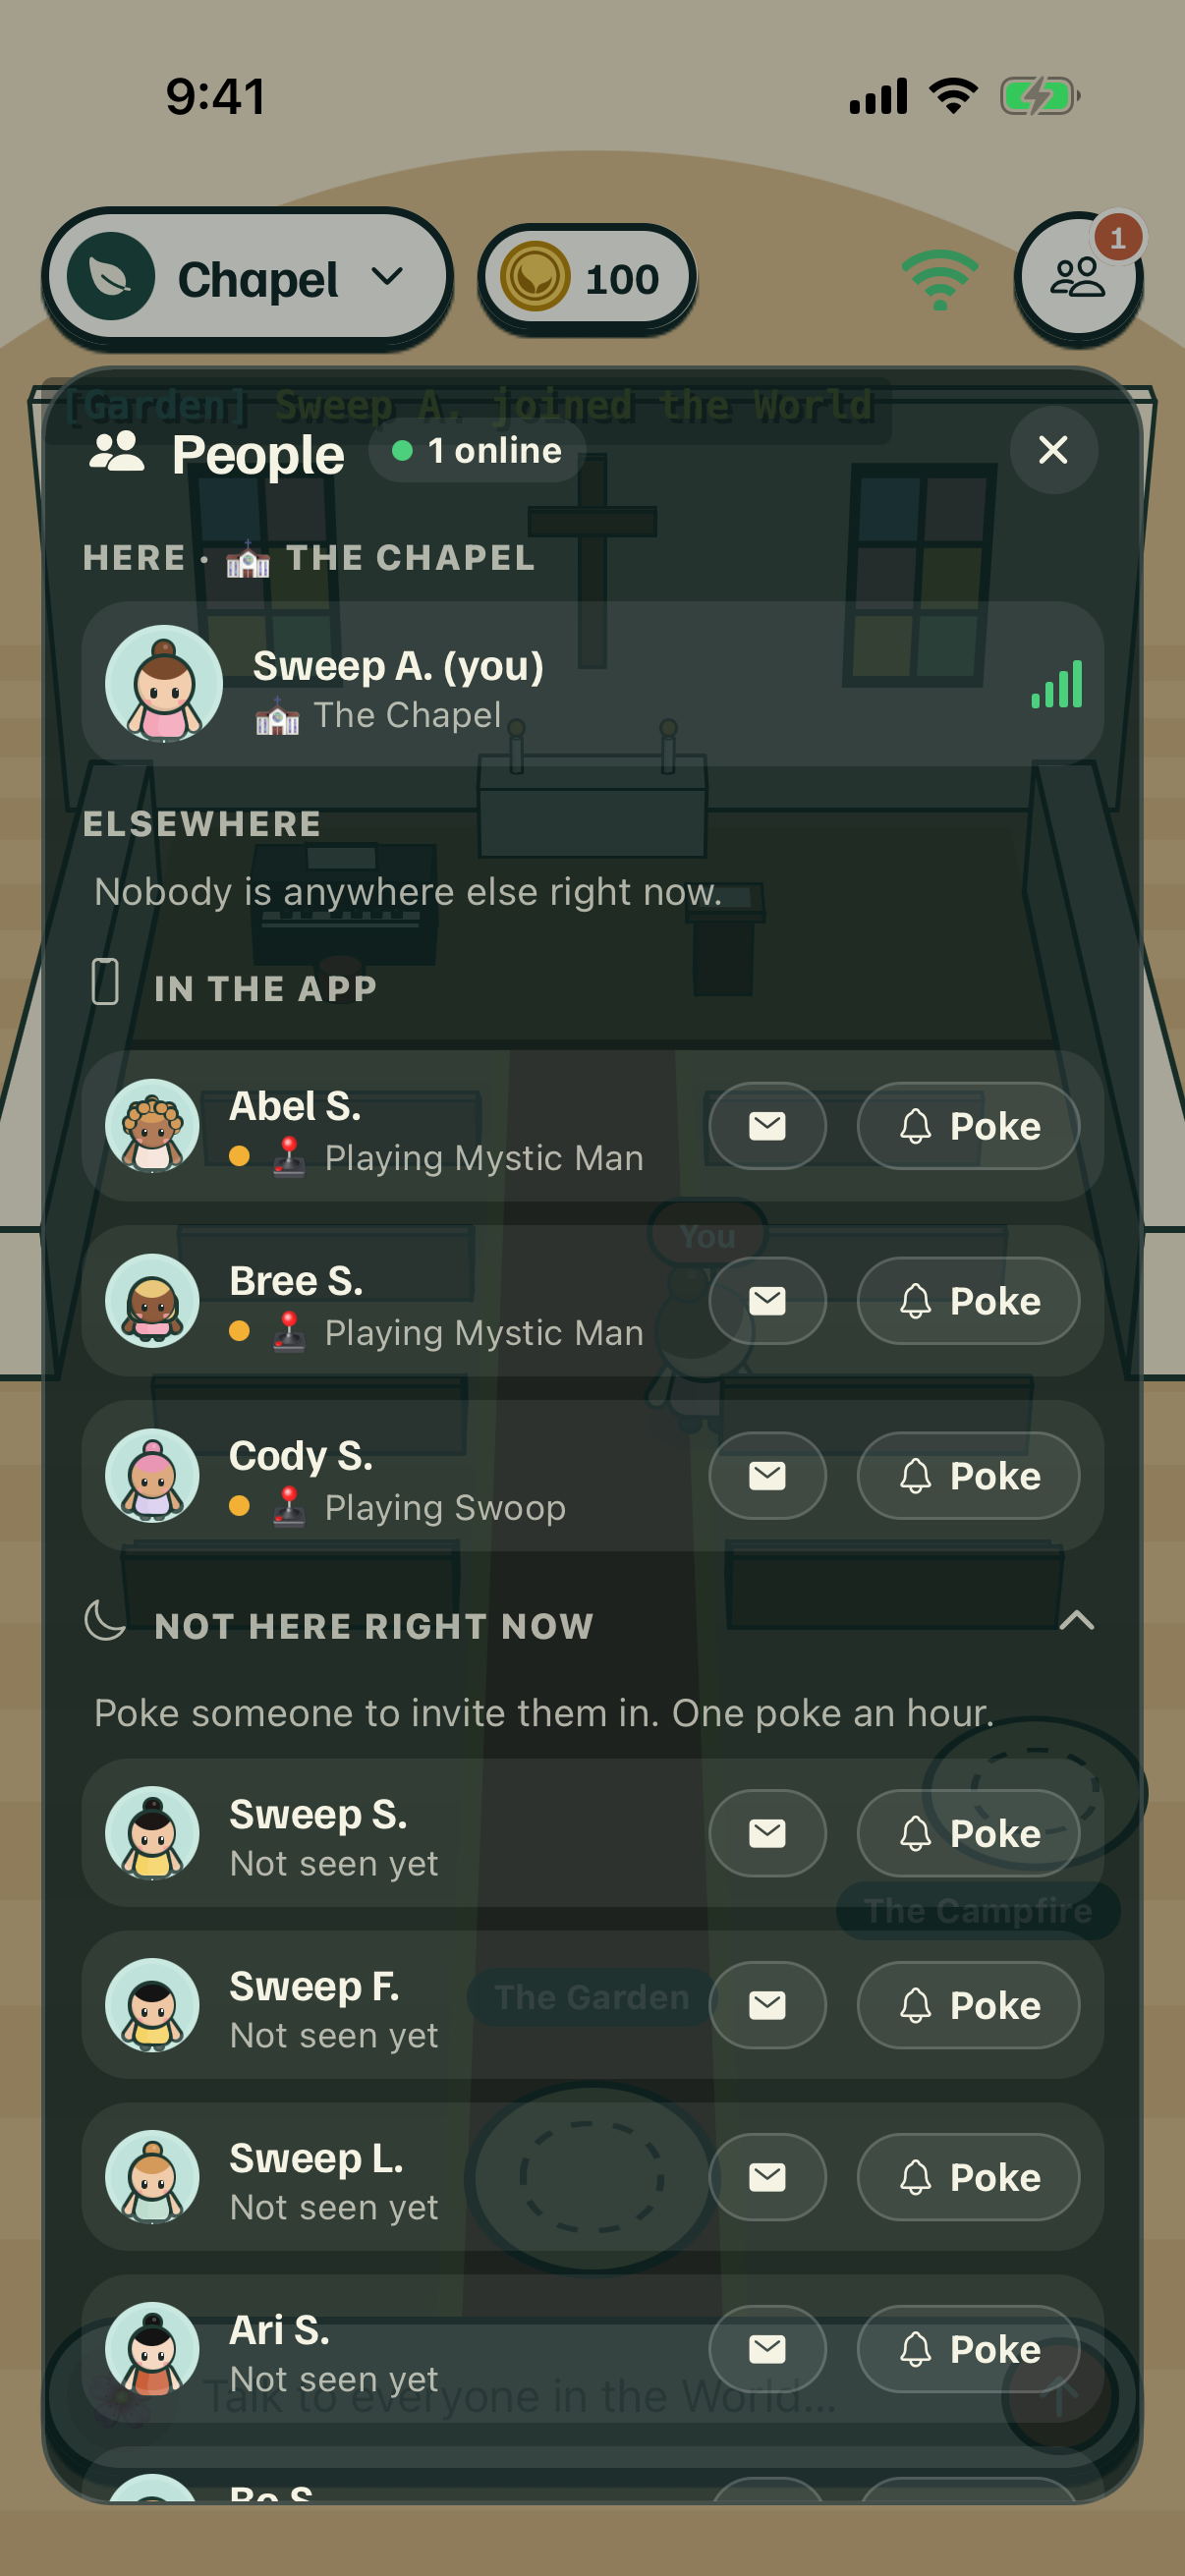 9:41
Chapel
100
1
[Garden] Sweep A. joined the World
People
1 online
HERE · THE CHAPEL
Sweep A. (you)
The Chapel
ELSEWHERE
Nobody is anywhere else right now.
IN THE APP
Abel S.
Playing Mystic Man
Poke
You
Bree S.
Playing Mystic Man
Poke
Cody S.
Playing Swoop
Poke
NOT HERE RIGHT NOW
Poke someone to invite them in. One poke an hour.
Sweep S.
Not seen yet
Poke
The Campfire
Sweep F.
Not seen yet
Poke
The Garden
Sweep L.
Not seen yet
Poke
Ari S.
Not seen yet
Poke
Talk to everyone in the World...